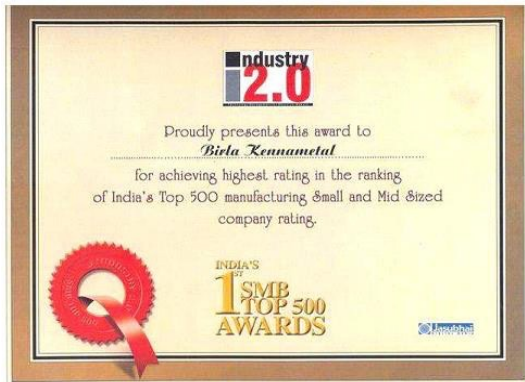 industry
2.0
Proudly presents this award to
Birla Kennametal
for achieving highest rating in the ranking
of India's Top 500 manufacturing Small and Mid Sized
company rating.
INDIA'S
1ST
SMB
TOP 500
AWARDS
Jasubhai